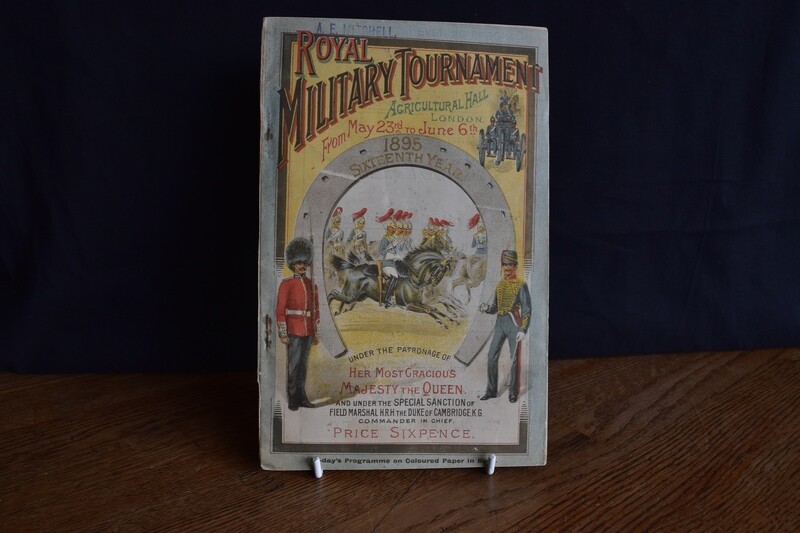 A. F. MITCHELL
ROYAL
MILITARY TOURNAMENT
AGRICULTURAL HALL
LONDON.
From May 23rd to June 6th
1895
SIXTEENTH YEAR
UNDER THE PATRONAGE OF
HER MOST GRACIOUS
MAJESTY THE QUEEN.
AND UNDER THE SPECIAL SANCTION OF
FIELD MARSHAL H.R.H. THE DUKE OF CAMBRIDGE, K.G.
COMMANDER IN CHIEF.
PRICE SIXPENCE.
day's Programme on Coloured Paper in